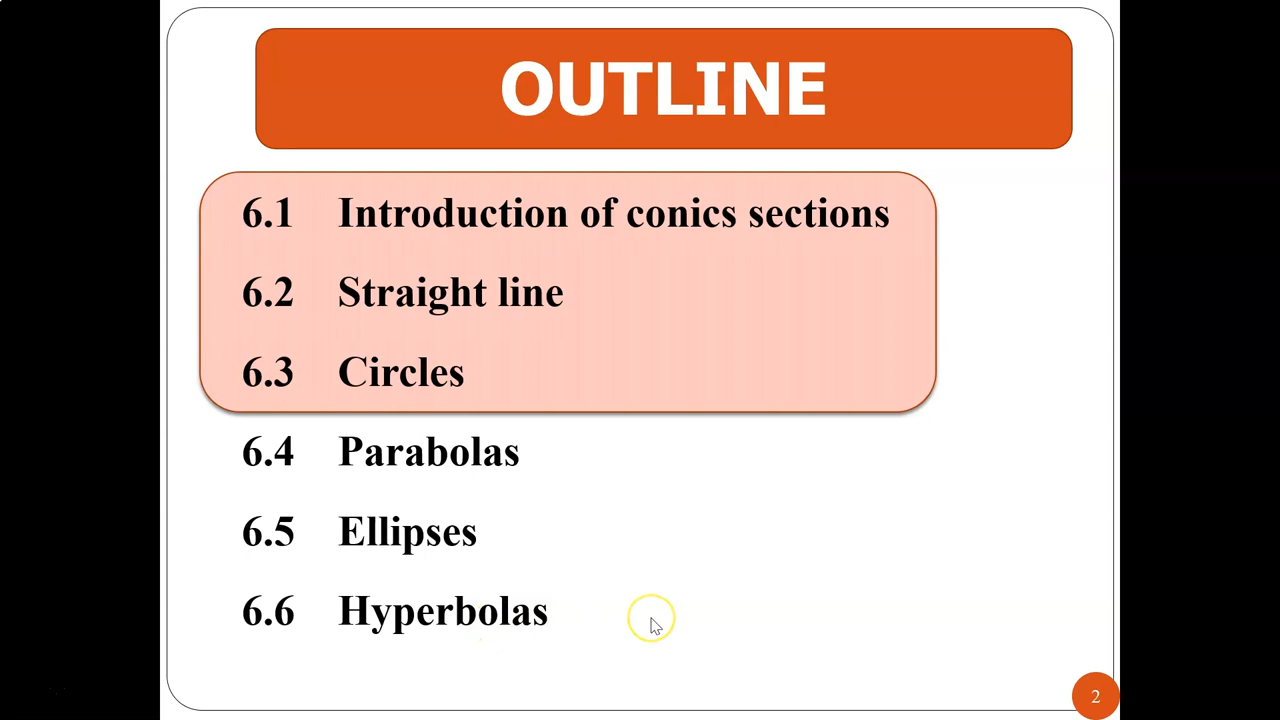 OUTLINE
6.1 Introduction of conics sections
6.2 Straight line
6.3 Circles
6.4 Parabolas
6.5 Ellipses
6.6 Hyperbolas
2